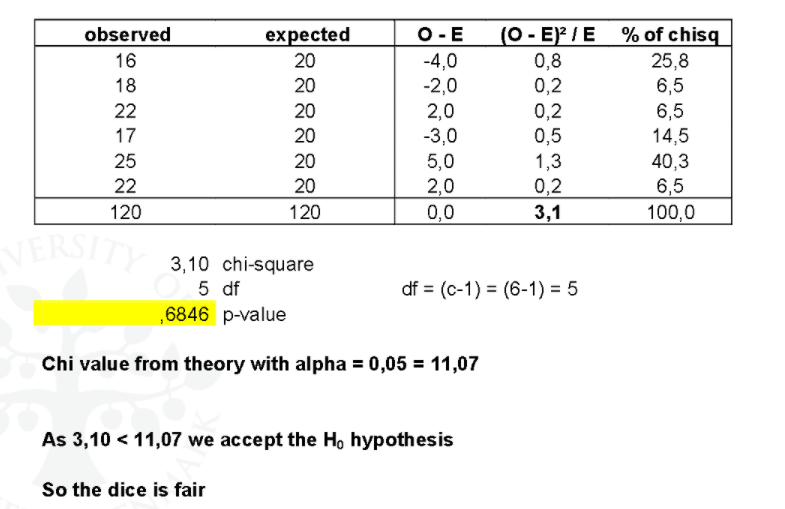 observed expected O - E (O - E)² / E % of chisq
16 20 -4,0 0,8 25,8
18 20 -2,0 0,2 6,5
22 20 2,0 0,2 6,5
17 20 -3,0 0,5 14,5
25 20 5,0 1,3 40,3
22 20 2,0 0,2 6,5
120 120 0,0 3,1 100,0
3,10 chi-square
5 df df = (c-1) = (6-1) = 5
,6846 p-value
Chi value from theory with alpha = 0,05 = 11,07
As 3,10 < 11,07 we accept the H₀ hypothesis
So the dice is fair